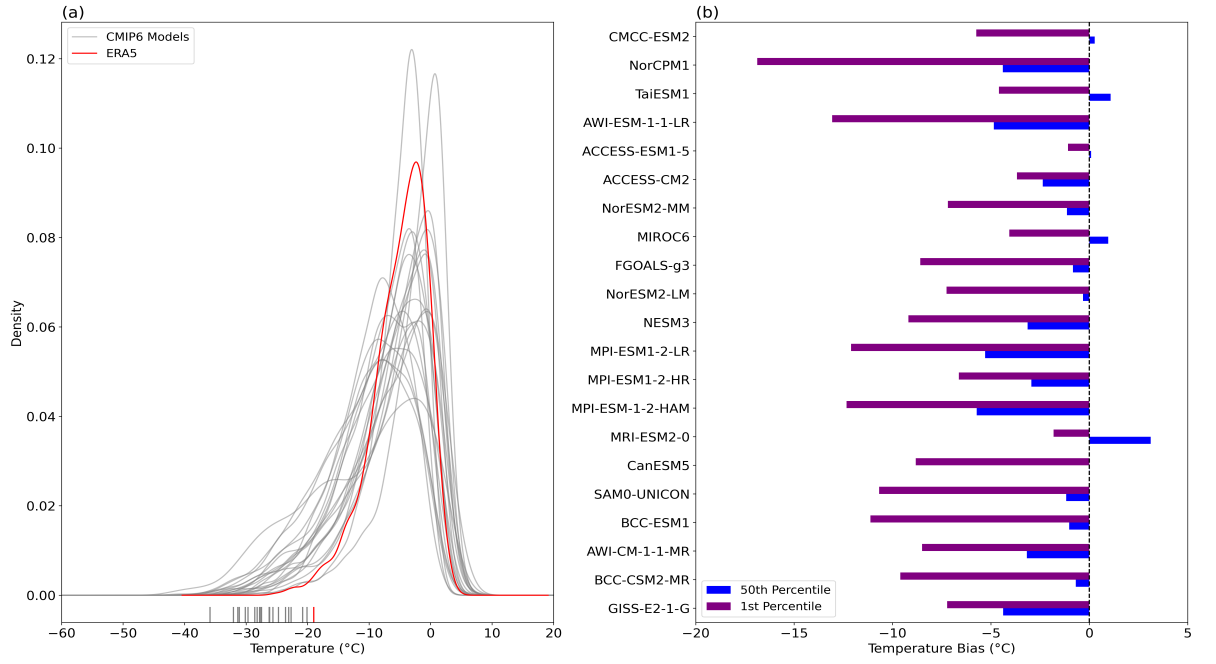 (a)
CMIP6 Models
ERA5
0.12
0.10
0.08
0.06
0.04
0.02
0.00
Density
−60
−50
−40
−30
−20
−10
0
10
20
Temperature (°C)
(b)
CMCC-ESM2
NorCPM1
TaiESM1
AWI-ESM-1-1-LR
ACCESS-ESM1-5
ACCESS-CM2
NorESM2-MM
MIROC6
FGOALS-g3
NorESM2-LM
NESM3
MPI-ESM1-2-LR
MPI-ESM1-2-HR
MPI-ESM-1-2-HAM
MRI-ESM2-0
CanESM5
SAM0-UNICON
BCC-ESM1
AWI-CM-1-1-MR
BCC-CSM2-MR
GISS-E2-1-G
50th Percentile
1st Percentile
−20
−15
−10
−5
0
5
Temperature Bias (°C)